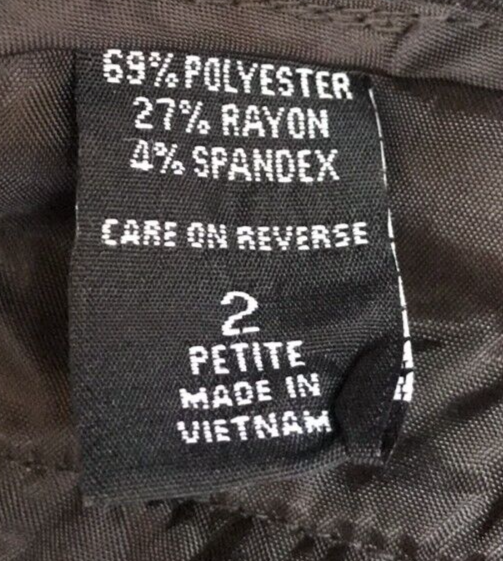 69% POLYESTER
27% RAYON
4% SPANDEX
CARE ON REVERSE
2
PETITE
MADE IN
VIETNAM